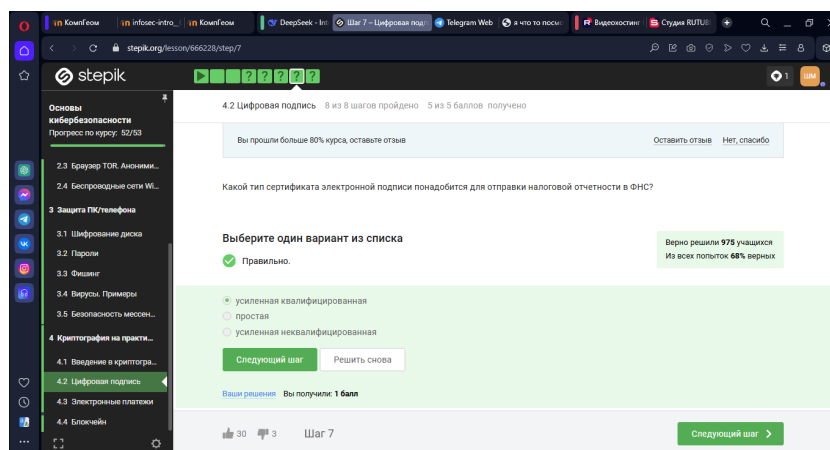 КомпГеом
infosec-intro_
КомпГеом
DeepSeek - Int
Шаг 7 – Цифровая подп
Telegram Web
я что то посм
Видеохостинг
Студия RUTUB
stepik.org/lesson/666228/step/7
stepik
?
?
?
?
?
1
ШМ
Основы
кибербезопасности
Прогресс по курсу: 52/53
2.3 Браузер TOR. Аноними...
2.4 Беспроводные сети Wi...
3 Защита ПК/телефона
3.1 Шифрование диска
3.2 Пароли
3.3 Фишинг
3.4 Вирусы. Примеры
3.5 Безопасность мессен...
4 Криптография на практи...
4.1 Введение в криптогра...
4.2 Цифровая подпись
4.3 Электронные платежи
4.4 Блокчейн
4.2 Цифровая подпись 8 из 8 шагов пройдено 5 из 5 баллов получено
Вы прошли больше 80% курса, оставьте отзыв
Оставить отзыв Нет, спасибо
Какой тип сертификата электронной подписи понадобится для отправки налоговой отчетности в ФНС?
Выберите один вариант из списка
Правильно.
Верно решили 975 учащихся
Из всех попыток 68% верных
усиленная квалифицированная
простая
усиленная неквалифицированная
Следующий шаг
Решить снова
Ваши решения Вы получили: 1 балл
30 3 Шаг 7
Следующий шаг